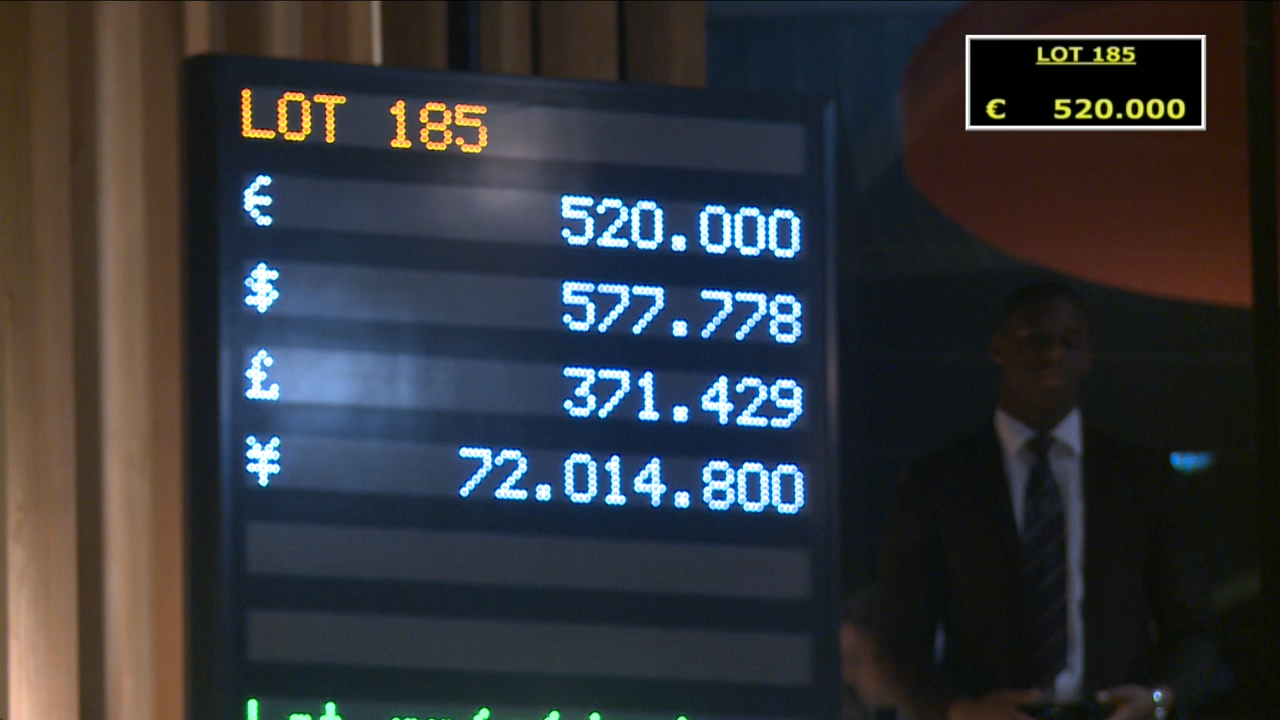 LOT 185
€ 520.000
$ 577.778
£ 371.429
¥ 72.014.800
LOT 185
€ 520.000